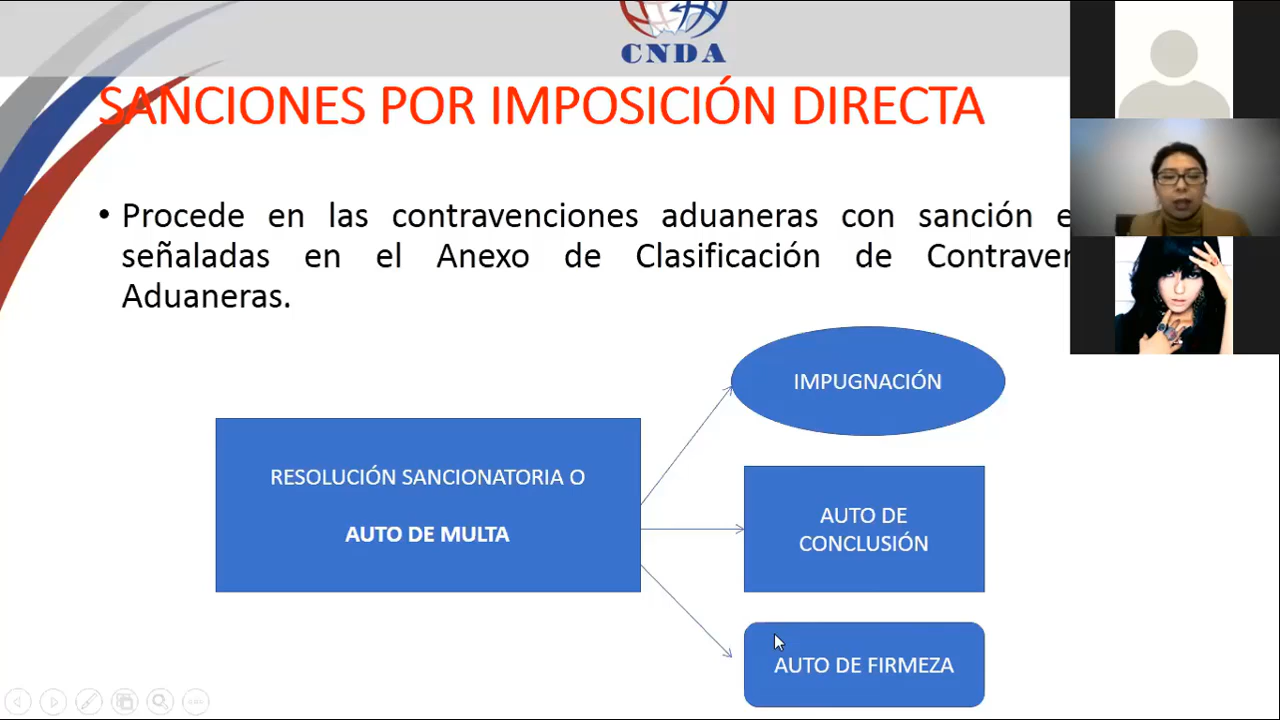 CNDA
SANCIONES POR IMPOSICIÓN DIRECTA
• Procede en las contravenciones aduaneras con sanción
señaladas en el Anexo de Clasificación de
Aduaneras.
IMPUGNACIÓN
RESOLUCIÓN SANCIONATORIA O
AUTO DE MULTA
AUTO DE
CONCLUSIÓN
AUTO DE FIRMEZA